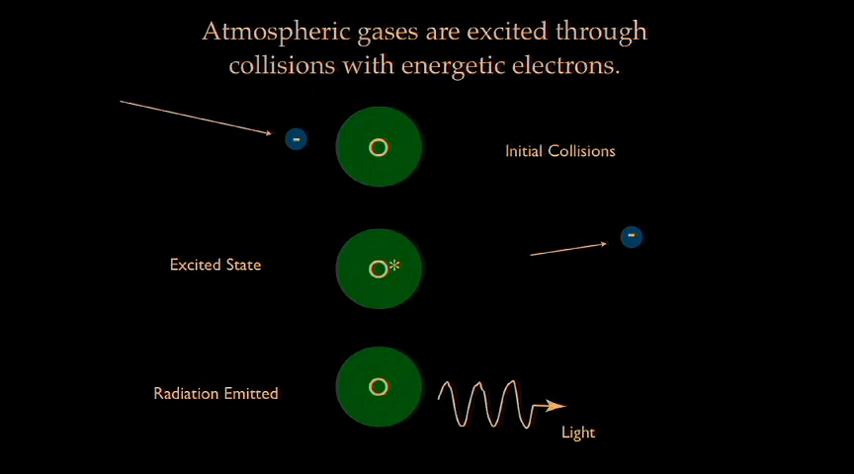 Atmospheric gases are excited through
collisions with energetic electrons.
-
O
Initial Collisions
-
Excited State
O*
O
Radiation Emitted
Light